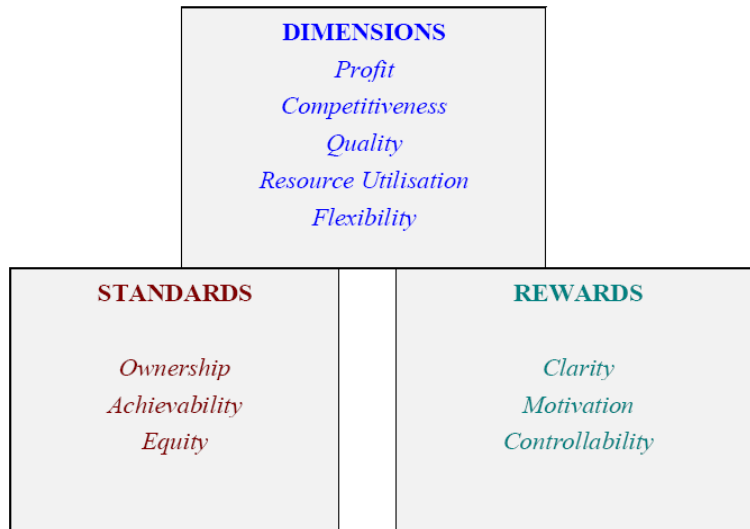 DIMENSIONS
Profit
Competitiveness
Quality
Resource Utilisation
Flexibility
STANDARDS
Ownership
Achievability
Equity
REWARDS
Clarity
Motivation
Controllability